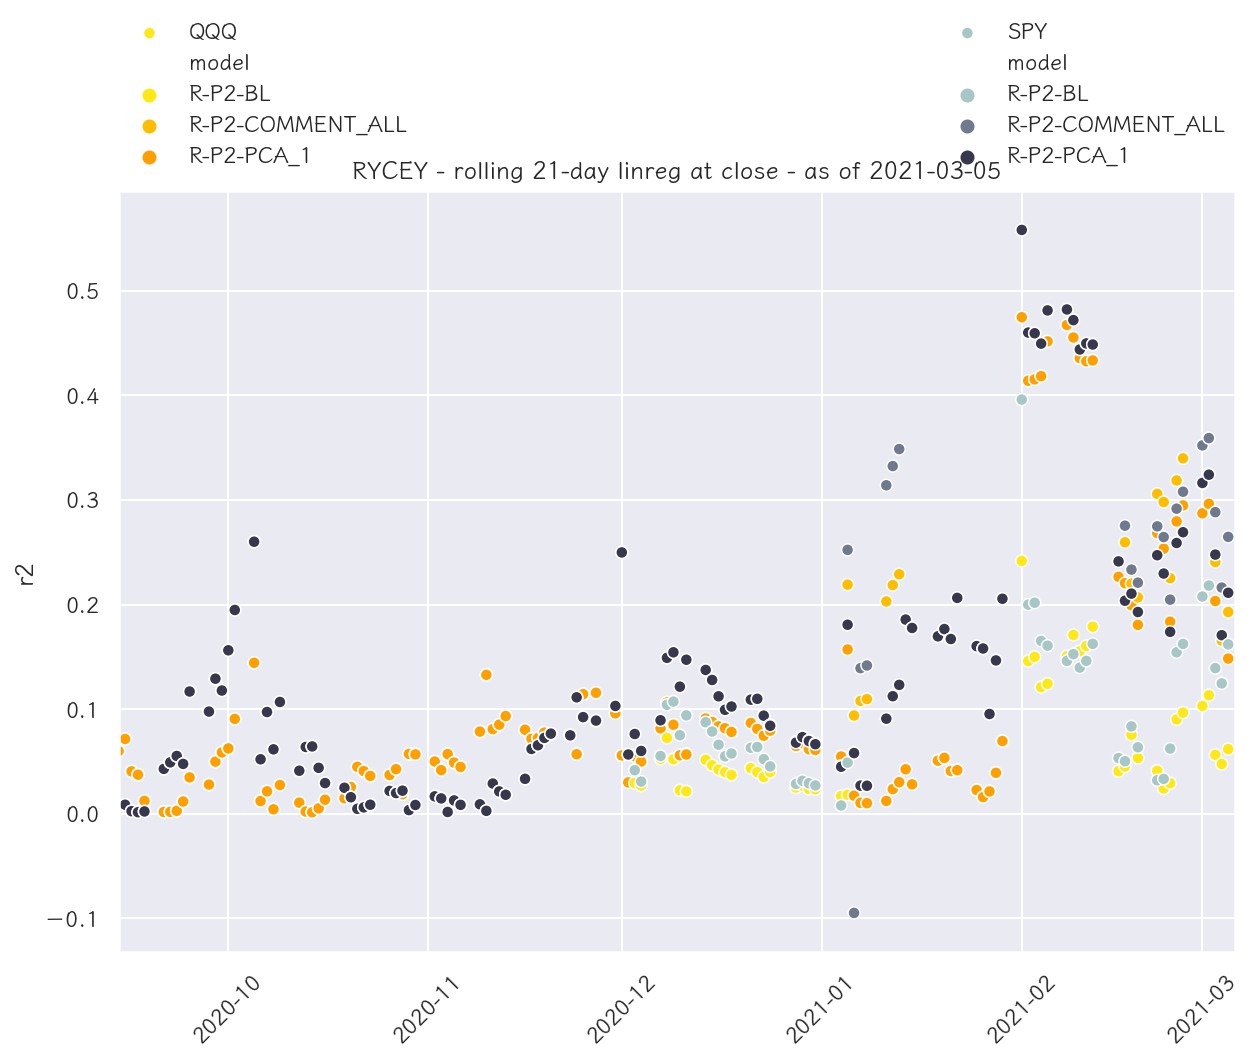 QQQ
model
R-P2-BL
R-P2-COMMENT_ALL
R-P2-PCA_1
SPY
model
R-P2-BL
R-P2-COMMENT_ALL
R-P2-PCA_1
RYCEY - rolling 21-day linreg at close - as of 2021-03-05
r2
0.5
0.4
0.3
0.2
0.1
0.0
−0.1
2020-10
2020-11
2020-12
2021-01
2021-02
2021-03